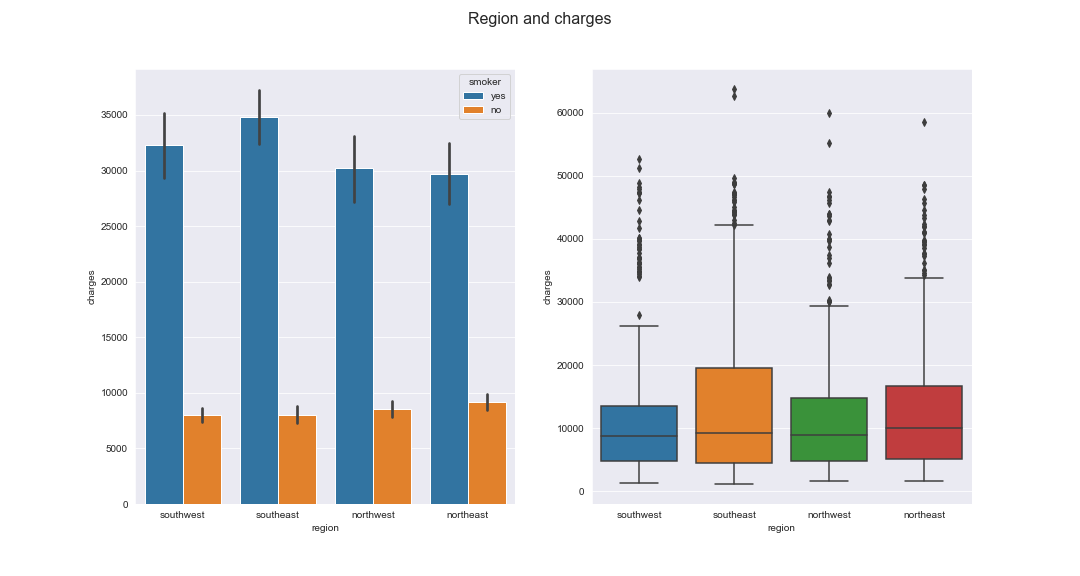 Region and charges
smoker
yes
no
35000
30000
25000
20000
15000
10000
5000
0
charges
southwest southeast northwest northeast
region
60000
50000
40000
30000
20000
10000
0
charges
southwest southeast northwest northeast
region